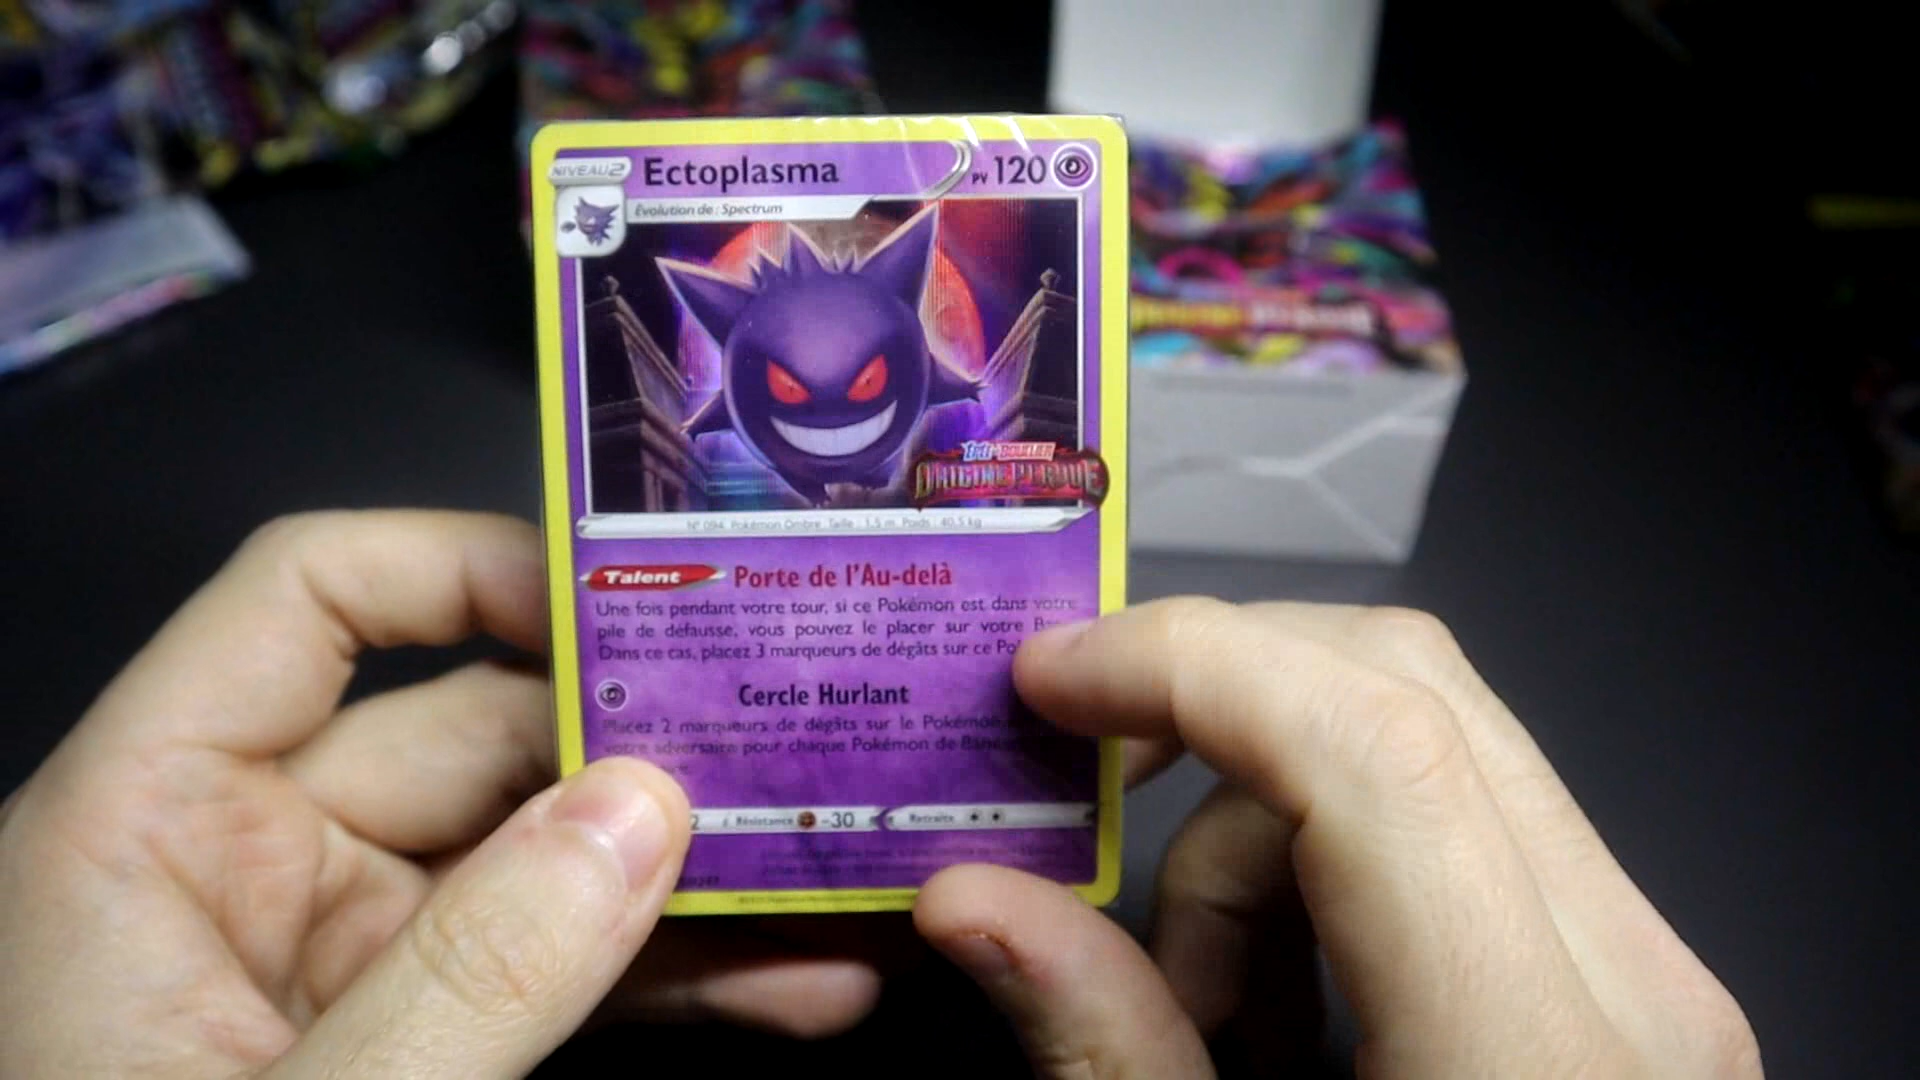 NIVEAU 2
Ectoplasma
PV 120
Évolution de : Spectrum
ÉPÉE BOUCLIER
ORIGINE PERDUE
N° 094 Pokémon Ombre Taille : 1,5 m Poids : 40,5 kg
Talent Porte de l'Au-delà
Une fois pendant votre tour, si ce Pokémon est dans votre
pile de défausse, vous pouvez le placer sur votre
Dans ce cas, placez 3 marqueurs de dégâts sur ce
Cercle Hurlant
Placez 2 marqueurs de dégâts sur le Pokémon
votre adversaire pour chaque Pokémon de Banc
2 Résistance -30 Retraite